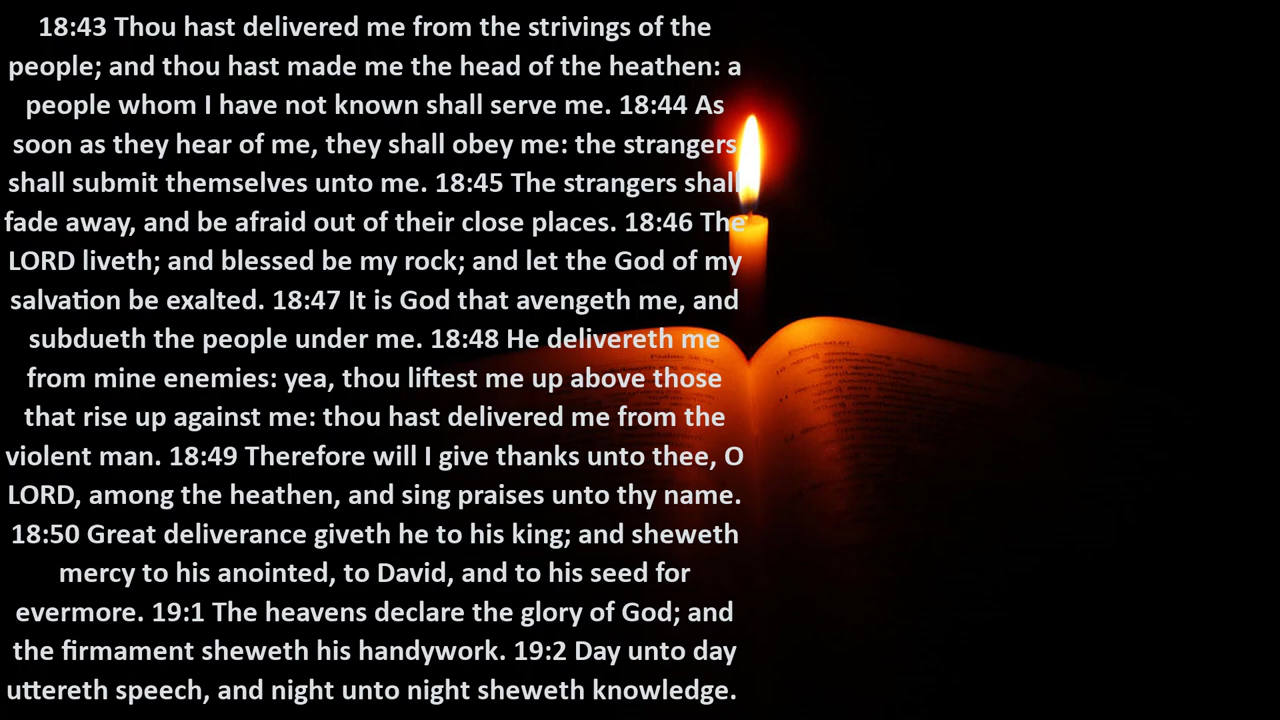 18:43 Thou hast delivered me from the strivings of the
people; and thou hast made me the head of the heathen: a
people whom I have not known shall serve me. 18:44 As
soon as they hear of me, they shall obey me: the strangers
shall submit themselves unto me. 18:45 The strangers shall
fade away, and be afraid out of their close places. 18:46 The
LORD liveth; and blessed be my rock; and let the God of my
salvation be exalted. 18:47 It is God that avengeth me, and
subdueth the people under me. 18:48 He delivereth me
from mine enemies: yea, thou liftest me up above those
that rise up against me: thou hast delivered me from the
violent man. 18:49 Therefore will I give thanks unto thee, O
LORD, among the heathen, and sing praises unto thy name.
18:50 Great deliverance giveth he to his king; and sheweth
mercy to his anointed, to David, and to his seed for
evermore. 19:1 The heavens declare the glory of God; and
the firmament sheweth his handywork. 19:2 Day unto day
uttereth speech, and night unto night sheweth knowledge.